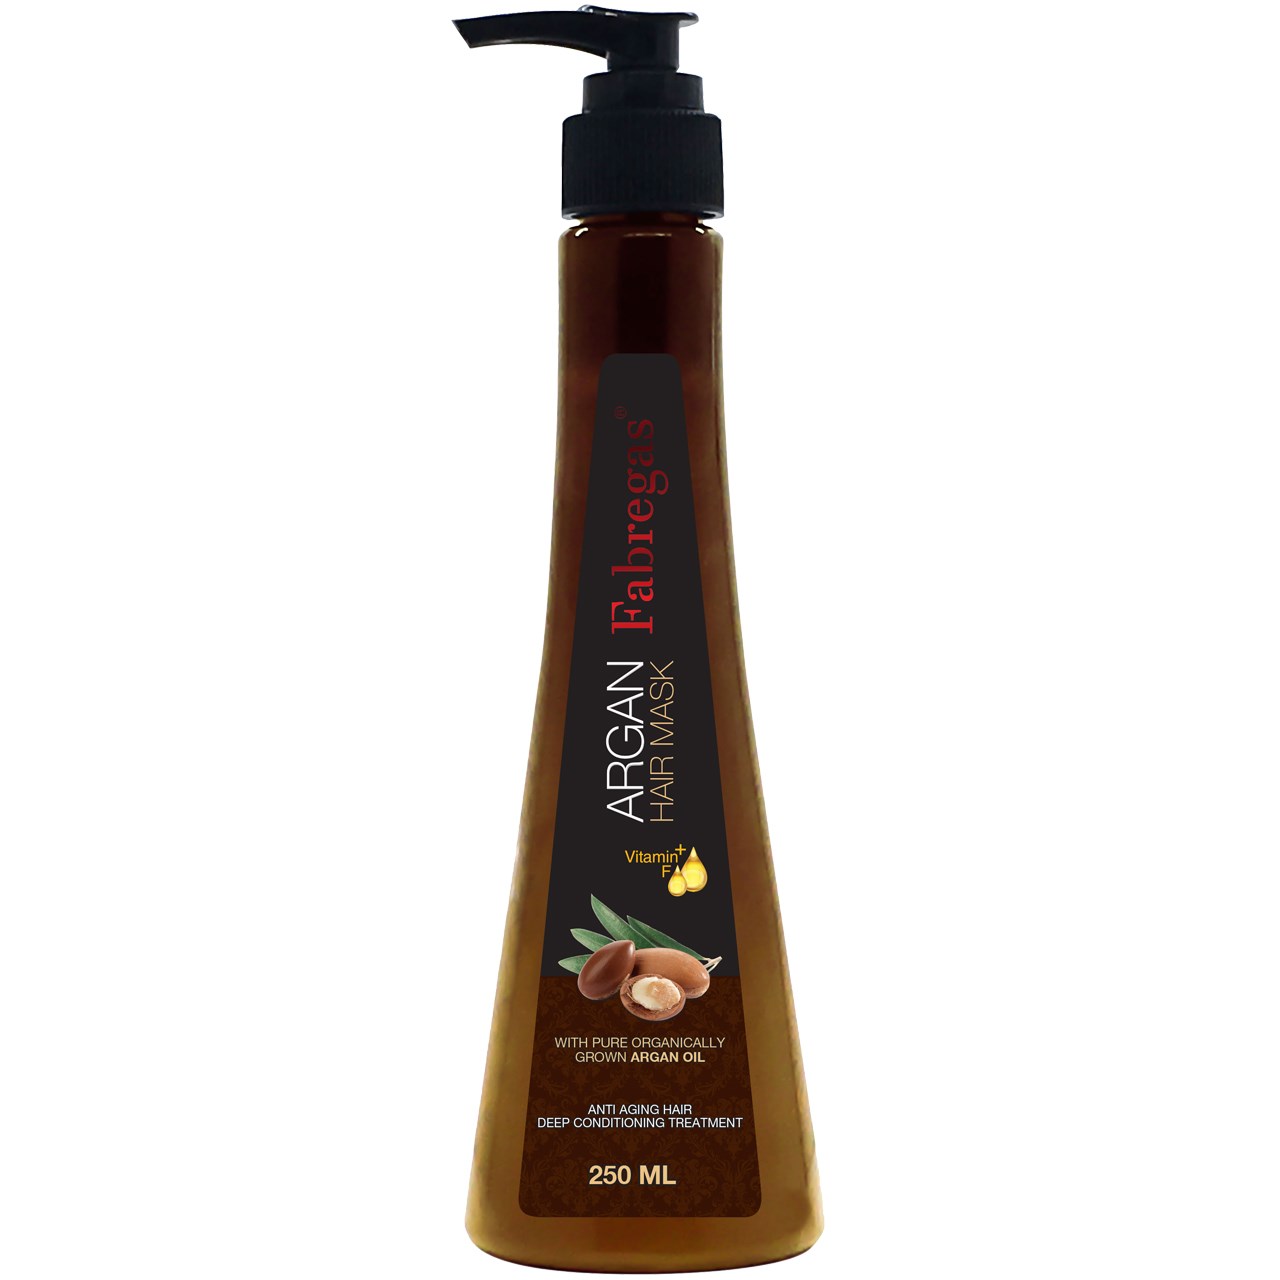 Fabregas®
ARGAN
HAIR MASK
Vitamin+
F
WITH PURE ORGANICALLY
GROWN ARGAN OIL
ANTI AGING HAIR
DEEP CONDITIONING TREATMENT
250 ML